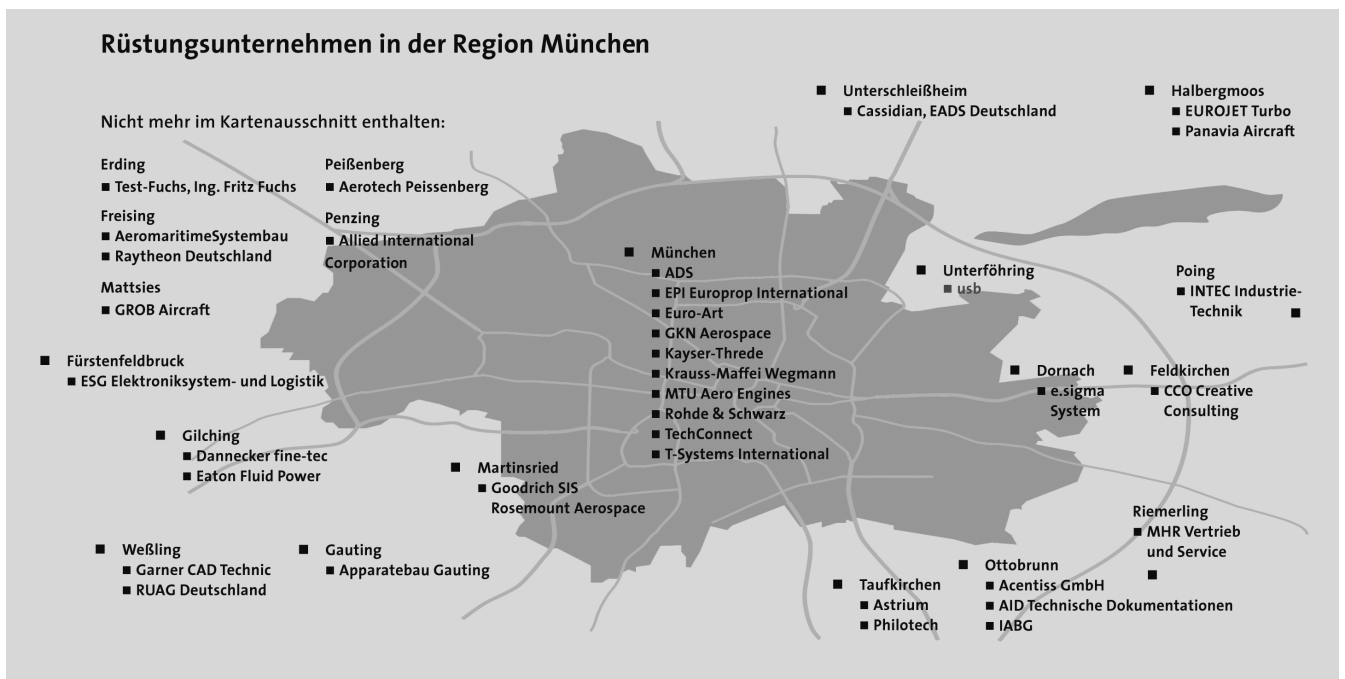 Rüstungsunternehmen in der Region München
Nicht mehr im Kartenausschnitt enthalten:
Erding
Test-Fuchs, Ing. Fritz Fuchs
Freising
AeromaritimeSystembau
Raytheon Deutschland
Mattsies
GROB Aircraft
Peißenberg
Aerotech Peissenberg
Penzing
Allied International
Corporation
Unterschleißheim
Cassidian, EADS Deutschland
Halbergmoos
EUROJET Turbo
Panavia Aircraft
München
ADS
EPI Europrop International
Euro-Art
GKN Aerospace
Kayser-Threde
Krauss-Maffei Wegmann
MTU Aero Engines
Rohde & Schwarz
TechConnect
T-Systems International
Unterföhring
usb
Poing
INTEC Industrie-
Technik
Fürstenfeldbruck
ESG Elektroniksystem- und Logistik
Dornach
e.sigma
System
Feldkirchen
CCO Creative
Consulting
Gilching
Dannecker fine-tec
Eaton Fluid Power
Martinsried
Goodrich SIS
Rosemount Aerospace
Riemerling
MHR Vertrieb
und Service
Weßling
Garner CAD Technic
RUAG Deutschland
Gauting
Apparatebau Gauting
Taufkirchen
Astrium
Philotech
Ottobrunn
Acentiss GmbH
AID Technische Dokumentationen
IABG